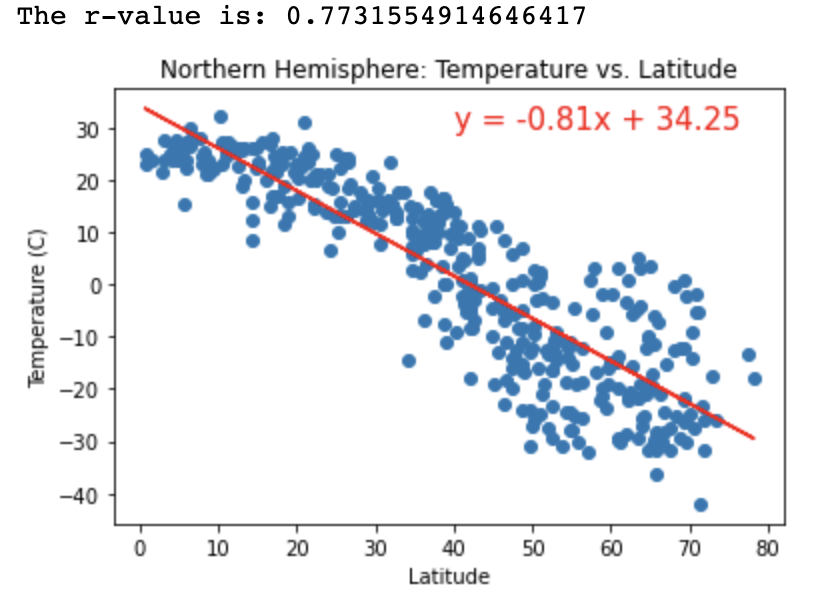 The r-value is: 0.7731554914646417
Northern Hemisphere: Temperature vs. Latitude
y = -0.81x + 34.25
30
20
10
0
−10
−20
−30
−40
Temperature (C)
0 10 20 30 40 50 60 70 80
Latitude